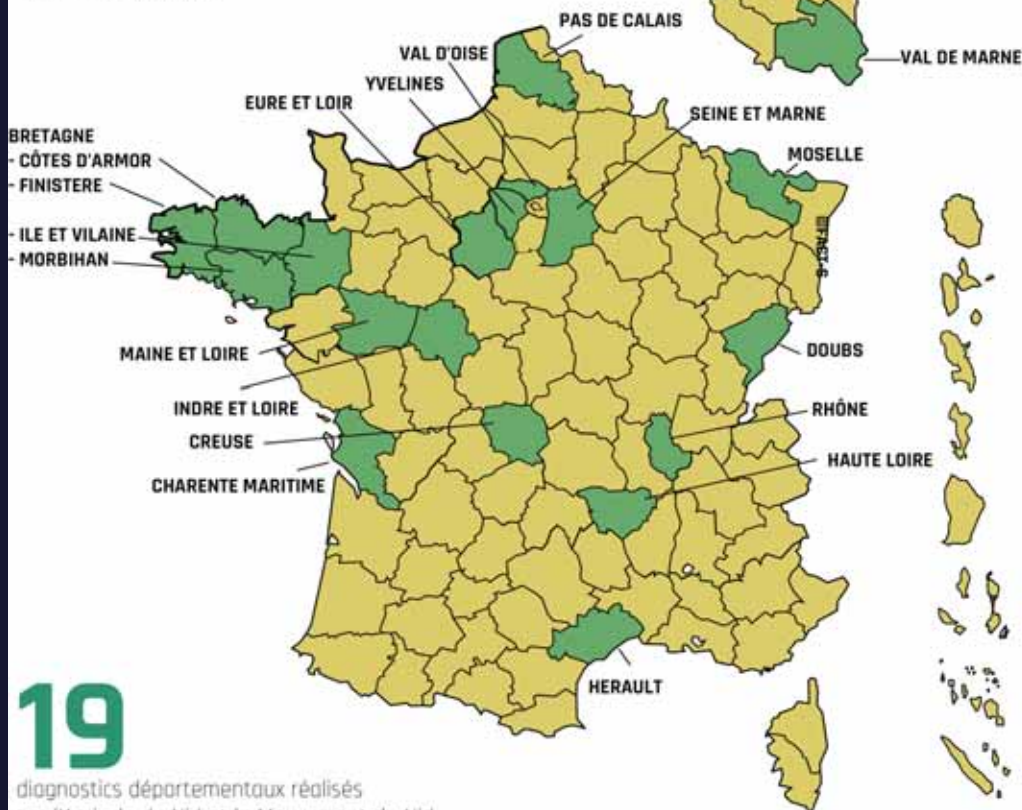 PAS DE CALAIS
VAL D'OISE
VAL DE MARNE
YVELINES
EURE ET LOIR
SEINE ET MARNE
BRETAGNE
- CÔTES D'ARMOR
MOSELLE
- FINISTERE
- ILE ET VILAINE
- MORBIHAN
MAINE ET LOIRE
DOUBS
INDRE ET LOIRE
RHÔNE
CREUSE
HAUTE LOIRE
CHARENTE MARITIME
HERAULT
19
diagnostics départementaux réalisés